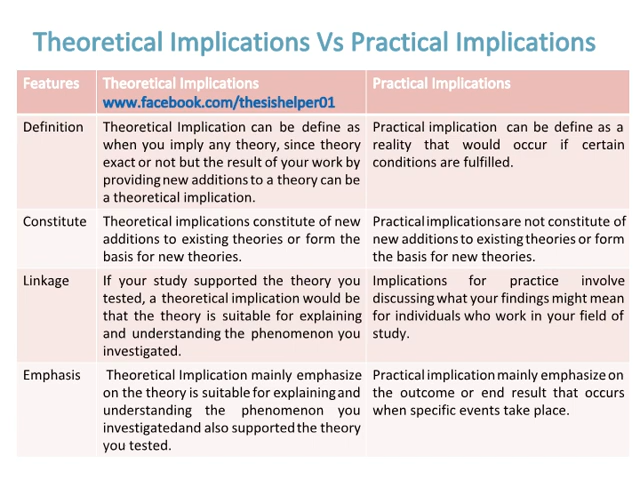 Theoretical Implications Vs Practical Implications
Features
Theoretical Implications
www.facebook.com/thesishelper01
Practical Implications
Definition
Theoretical Implication can be define as
when you imply any theory, since theory
exact or not but the result of your work by
providing new additions to a theory can be
a theoretical implication.
Practical implication can be define as a
reality that would occur if certain
conditions are fulfilled.
Constitute
Theoretical implications constitute of new
additions to existing theories or form the
basis for new theories.
Practical implications are not constitute of
new additions to existing theories or form
the basis for new theories.
Linkage
If your study supported the theory you
tested, a theoretical implication would be
that the theory is suitable for explaining
and understanding the phenomenon you
investigated.
Implications for practice involve
discussing what your findings might mean
for individuals who work in your field of
study.
Emphasis
Theoretical Implication mainly emphasize
on the theory is suitable for explaining and
understanding the phenomenon you
investigated and also supported the theory
you tested.
Practical implication mainly emphasize on
the outcome or end result that occurs
when specific events take place.